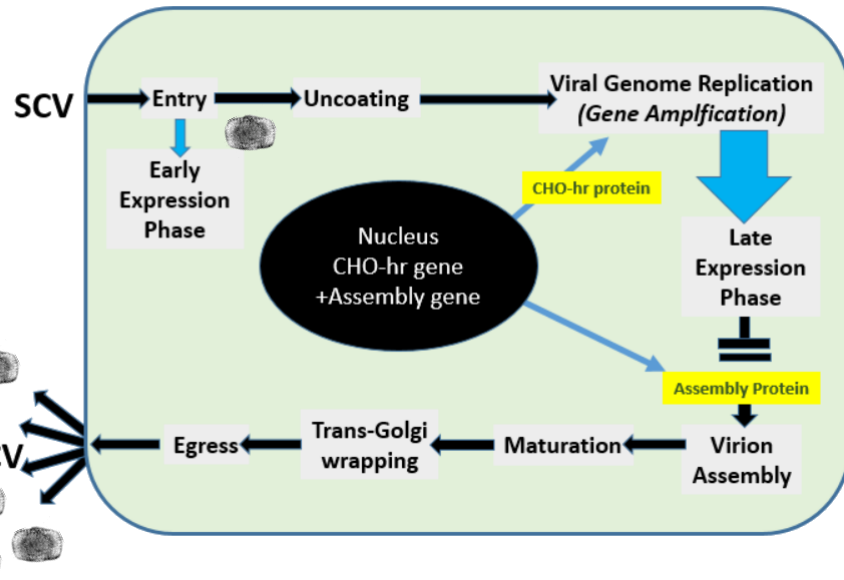 SCV
Entry
Uncoating
Viral Genome Replication
(Gene Amplfication)
Early
Expression
Phase
CHO-hr protein
Nucleus
CHO-hr gene
+Assembly gene
Late
Expression
Phase
Assembly Protein
Egress
Trans-Golgi
wrapping
Maturation
Virion
Assembly